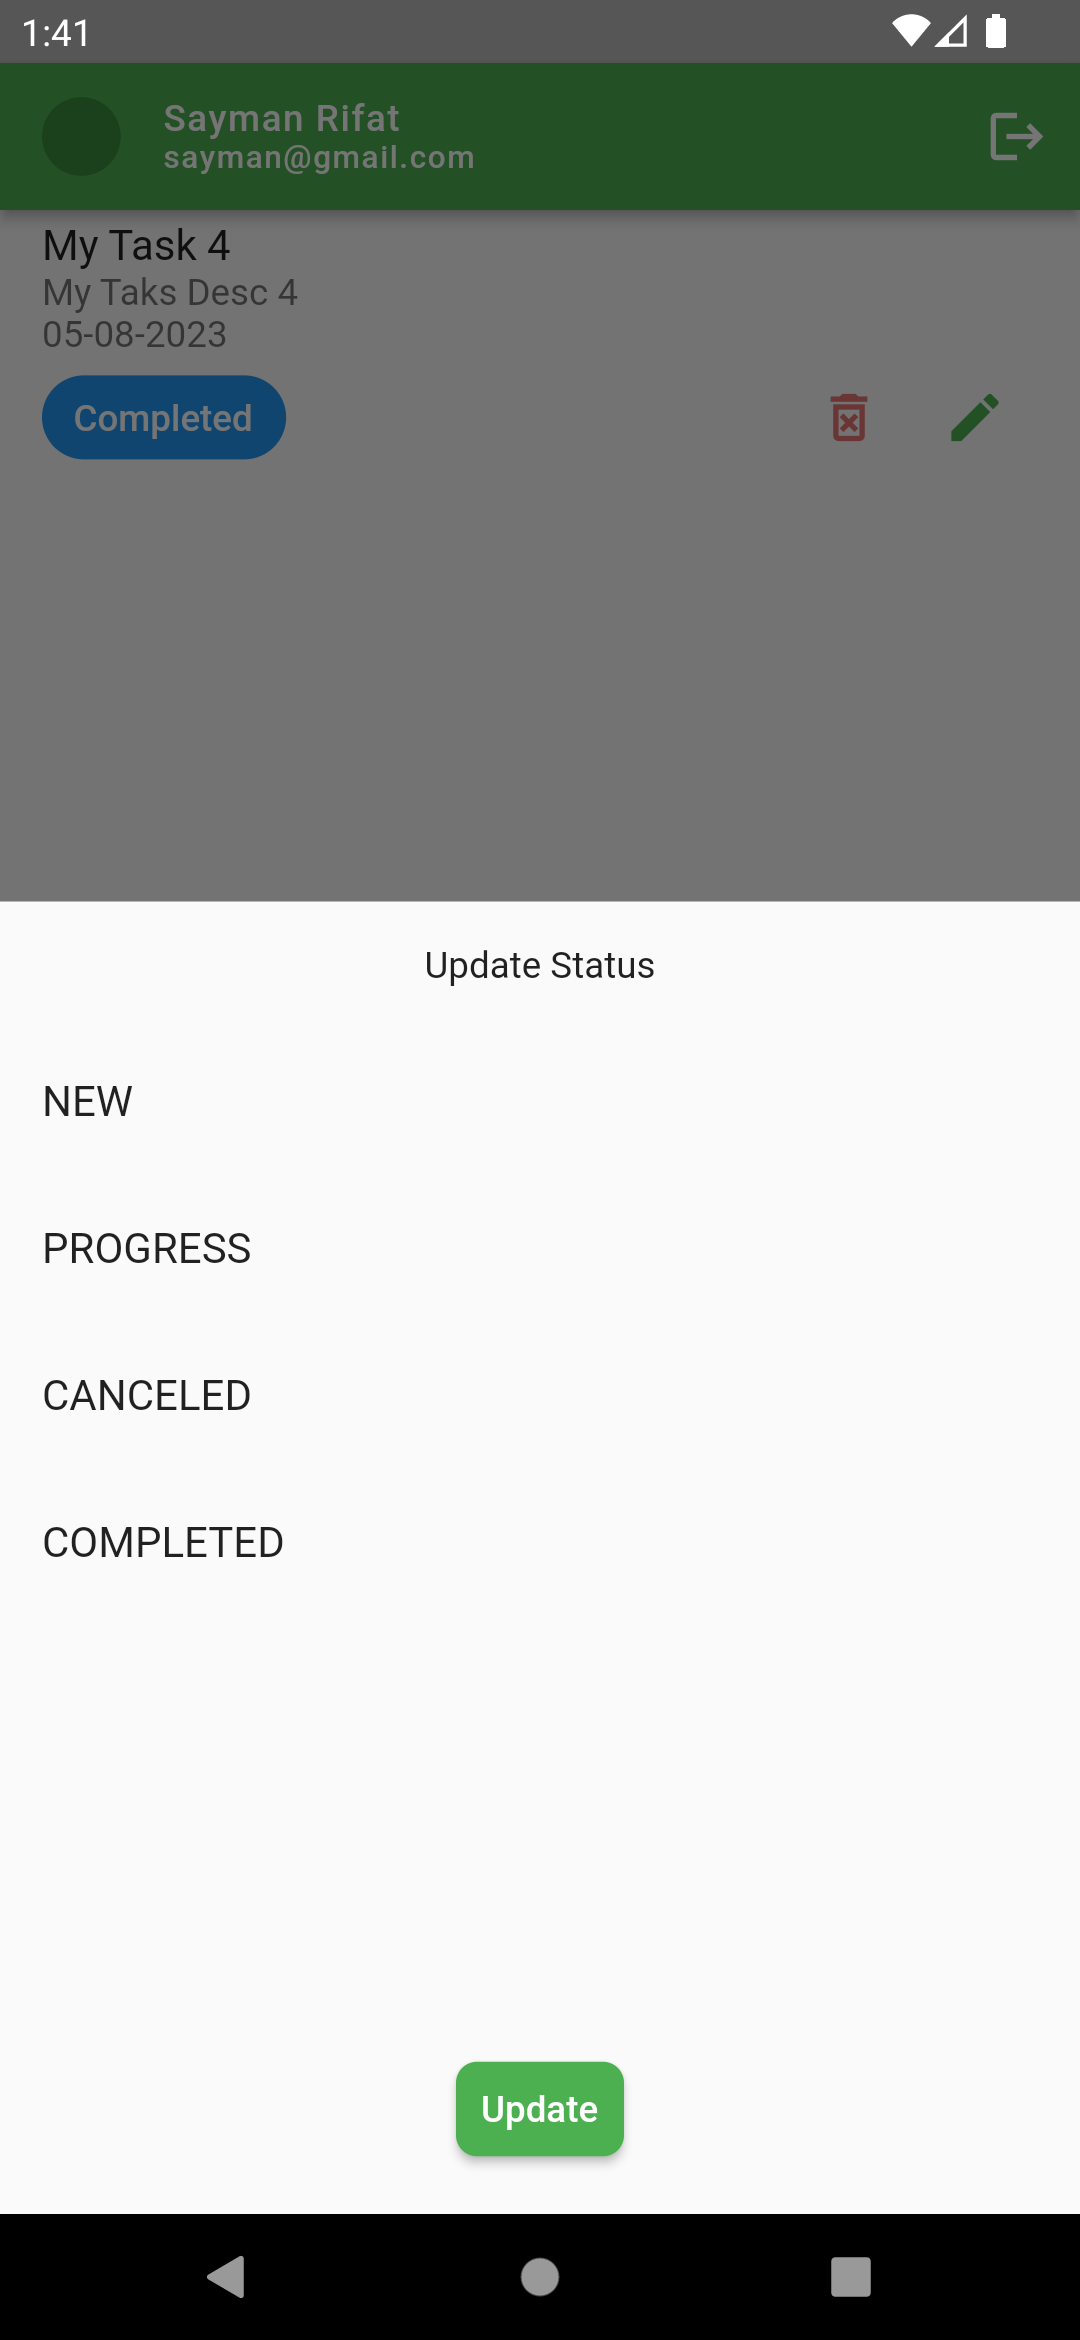 1:41
Sayman Rifat
sayman@gmail.com
My Task 4
My Taks Desc 4
05-08-2023
Completed
Update Status
NEW
PROGRESS
CANCELED
COMPLETED
Update